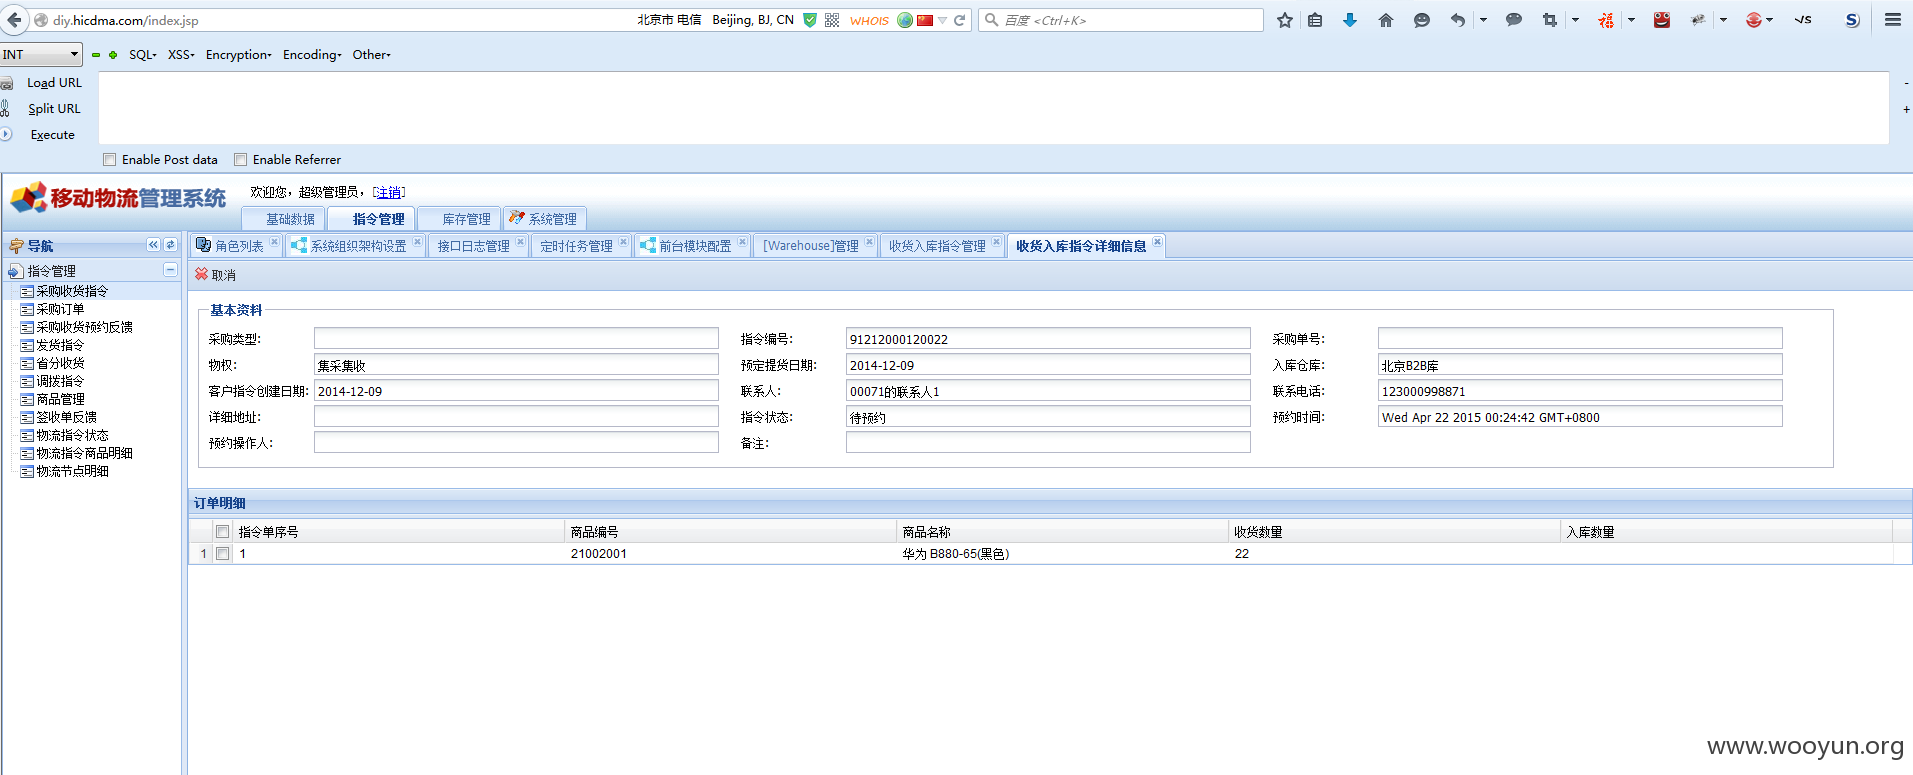 diy.hicdma.com/index.jsp 北京市 电信 Beijing, BJ, CN WHOIS 百度 <Ctrl+K>
INT SQL XSS Encryption Encoding Other
Load URL -
Split URL +
Execute
Enable Post data Enable Referrer
移动物流管理系统 欢迎您，超级管理员，[注销]
基础数据 指令管理 库存管理 系统管理
导航 角色列表 系统组织架构设置 接口日志管理 定时任务管理 前台模块配置 [Warehouse]管理 收货入库指令管理 收货入库指令详细信息
指令管理 取消
采购收货指令
采购订单
采购收货预约反馈
发货指令
省分收货
调拨指令
商品管理
签收单反馈
物流指令状态
物流指令商品明细
物流节点明细
基本资料
采购类型: 指令编号: 91212000120022 采购单号:
物权: 集采集收 预定提货日期: 2014-12-09 入库仓库: 北京B2B库
客户指令创建日期: 2014-12-09 联系人: 00071的联系人1 联系电话: 123000998871
详细地址: 指令状态: 待预约 预约时间: Wed Apr 22 2015 00:24:42 GMT+0800
预约操作人: 备注:
订单明细
指令单序号 商品编号 商品名称 收货数量 入库数量
1 1 21002001 华为 B880-65(黑色) 22
www.wooyun.org